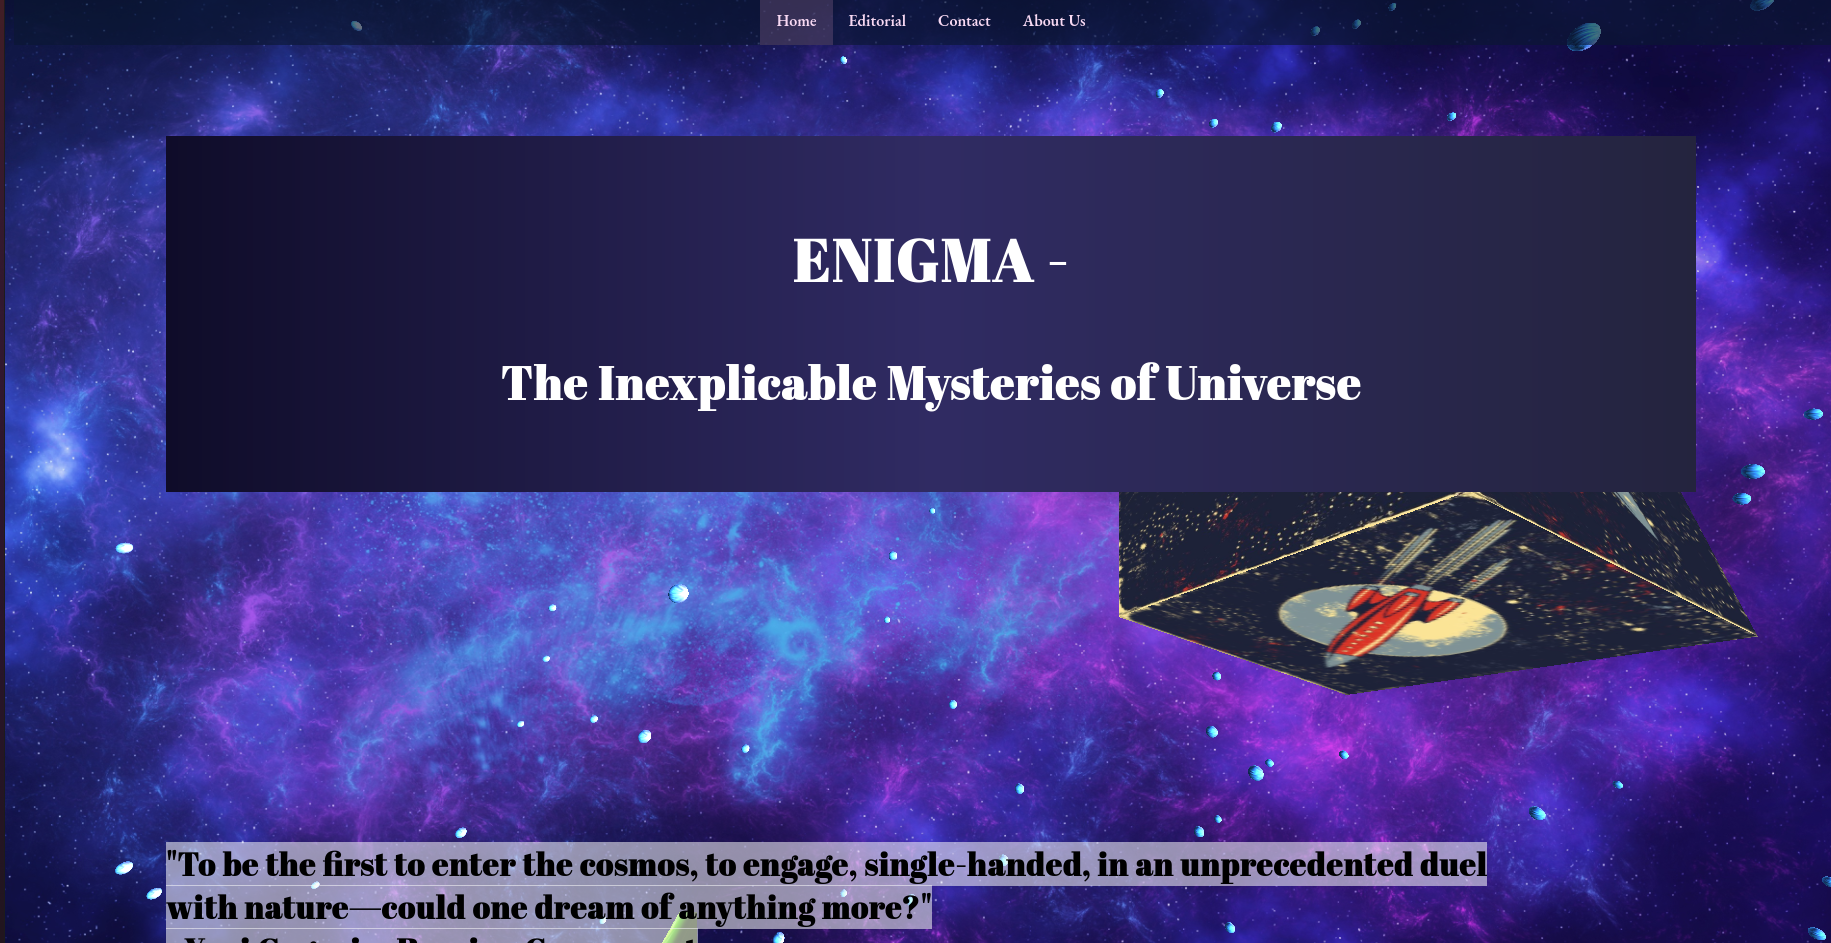 Home Editorial Contact About Us
ENIGMA -
The Inexplicable Mysteries of Universe
"To be the first to enter the cosmos, to engage, single-handed, in an unprecedented duel
with nature—could one dream of anything more?"